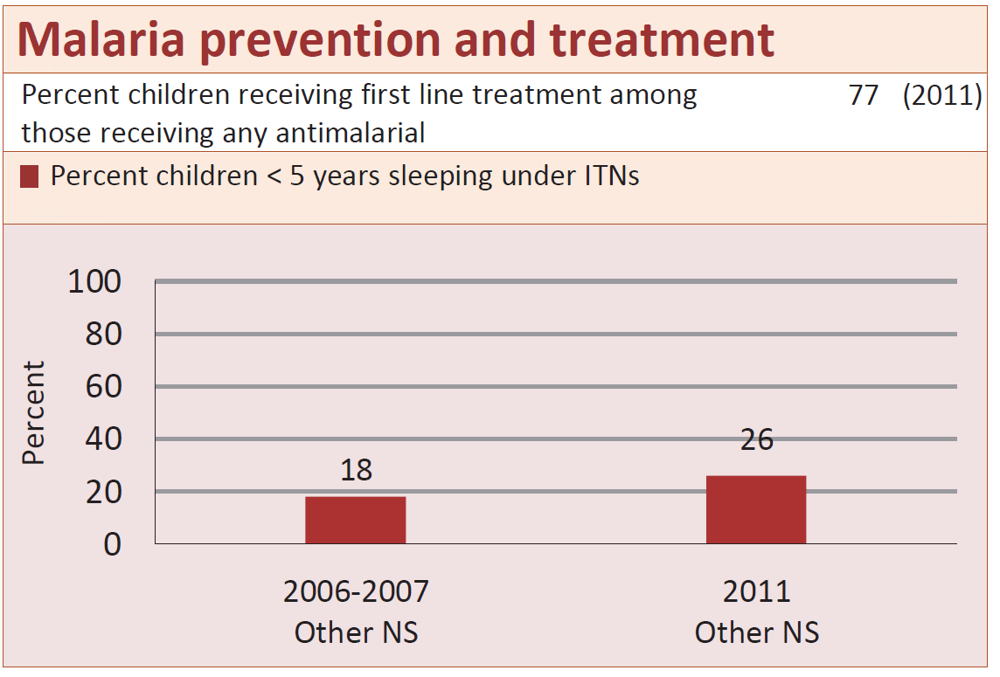 Malaria prevention and treatment
Percent children receiving first line treatment among 77 (2011)
those receiving any antimalarial
Percent children < 5 years sleeping under ITNs
Percent
100
80
60
40
20
0
18
26
2006-2007
Other NS
2011
Other NS